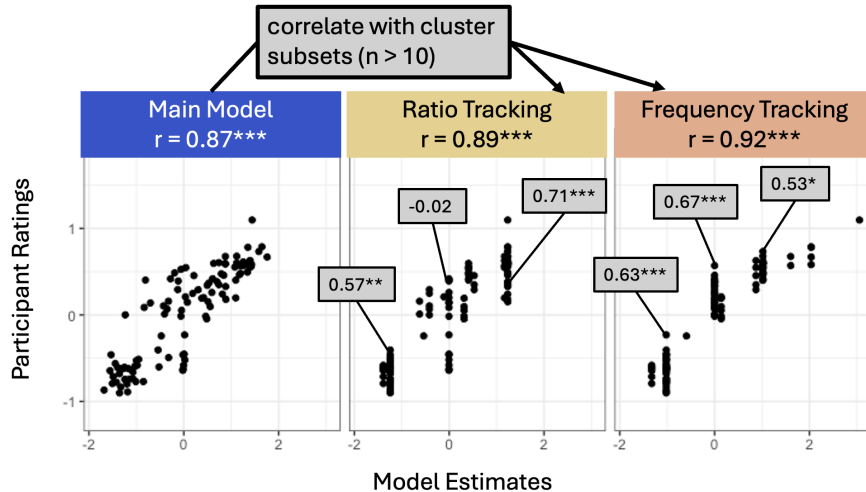 correlate with cluster
subsets (n > 10)
Main Model
r = 0.87***
Ratio Tracking
r = 0.89***
Frequency Tracking
r = 0.92***
Participant Ratings
1
0
-1
-0.02
0.71***
0.57**
0.67***
0.53*
0.63***
-2
0
2
-2
0
2
-2
0
2
Model Estimates